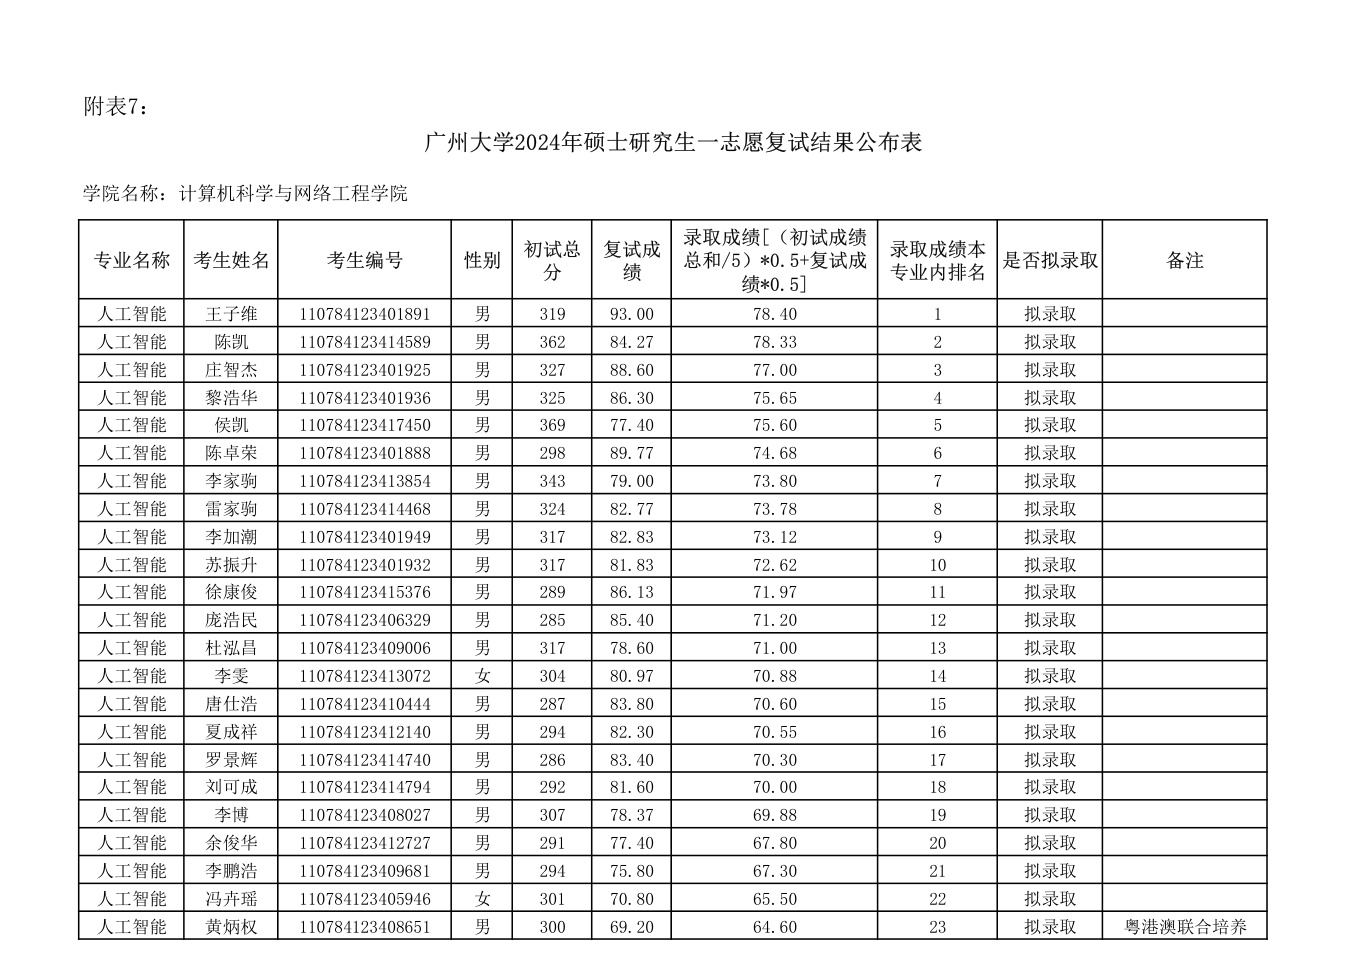 附表7：
广州大学2024年硕士研究生一志愿复试结果公布表
学院名称：计算机科学与网络工程学院
专业名称 考生姓名 考生编号 性别 初试总分 复试成绩 录取成绩[（初试成绩总和/5）*0.5+复试成绩*0.5] 录取成绩本专业内排名 是否拟录取 备注
人工智能 王子维 110784123401891 男 319 93.00 78.40 1 拟录取
人工智能 陈凯 110784123414589 男 362 84.27 78.33 2 拟录取
人工智能 庄智杰 110784123401925 男 327 88.60 77.00 3 拟录取
人工智能 黎浩华 110784123401936 男 325 86.30 75.65 4 拟录取
人工智能 侯凯 110784123417450 男 369 77.40 75.60 5 拟录取
人工智能 陈卓荣 110784123401888 男 298 89.77 74.68 6 拟录取
人工智能 李家驹 110784123413854 男 343 79.00 73.80 7 拟录取
人工智能 雷家驹 110784123414468 男 324 82.77 73.78 8 拟录取
人工智能 李加潮 110784123401949 男 317 82.83 73.12 9 拟录取
人工智能 苏振升 110784123401932 男 317 81.83 72.62 10 拟录取
人工智能 徐康俊 110784123415376 男 289 86.13 71.97 11 拟录取
人工智能 庞浩民 110784123406329 男 285 85.40 71.20 12 拟录取
人工智能 杜泓昌 110784123409006 男 317 78.60 71.00 13 拟录取
人工智能 李雯 110784123413072 女 304 80.97 70.88 14 拟录取
人工智能 唐仕浩 110784123410444 男 287 83.80 70.60 15 拟录取
人工智能 夏成祥 110784123412140 男 294 82.30 70.55 16 拟录取
人工智能 罗景辉 110784123414740 男 286 83.40 70.30 17 拟录取
人工智能 刘可成 110784123414794 男 292 81.60 70.00 18 拟录取
人工智能 李博 110784123408027 男 307 78.37 69.88 19 拟录取
人工智能 余俊华 110784123412727 男 291 77.40 67.80 20 拟录取
人工智能 李鹏浩 110784123409681 男 294 75.80 67.30 21 拟录取
人工智能 冯卉瑶 110784123405946 女 301 70.80 65.50 22 拟录取
人工智能 黄炳权 110784123408651 男 300 69.20 64.60 23 拟录取 粤港澳联合培养